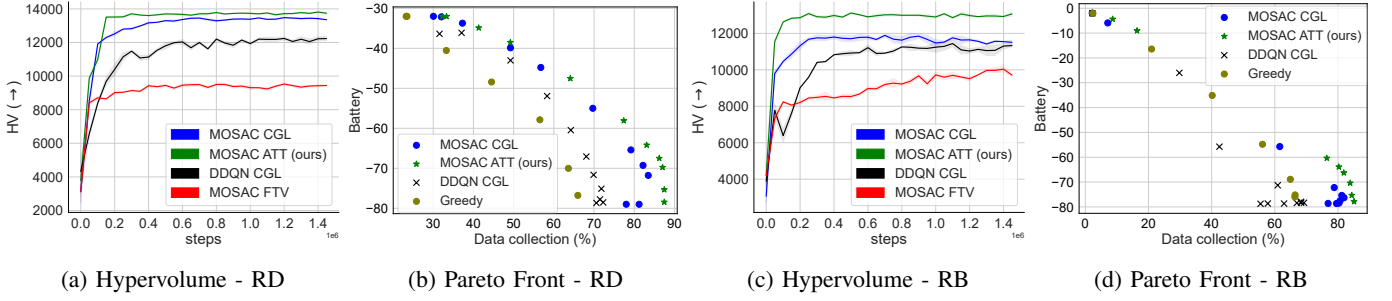 14000
12000
10000
8000
6000
4000
2000
HV (→)
MOSAC CGL
MOSAC ATT (ours)
DDQN CGL
MOSAC FTV
0.0 0.2 0.4 0.6 0.8 1.0 1.2 1.4
steps
1e6
(a) Hypervolume - RD
−30
−40
−50
−60
−70
−80
Battery
MOSAC CGL
MOSAC ATT (ours)
DDQN CGL
Greedy
30 40 50 60 70 80 90
Data collection (%)
(b) Pareto Front - RD
12000
10000
8000
6000
4000
HV (→)
MOSAC CGL
MOSAC ATT (ours)
DDQN CGL
MOSAC FTV
0.0 0.2 0.4 0.6 0.8 1.0 1.2 1.4
steps
1e6
(c) Hypervolume - RB
0
−10
−20
−30
−40
−50
−60
−70
−80
Battery
MOSAC CGL
MOSAC ATT (ours)
DDQN CGL
Greedy
0 20 40 60 80
Data collection (%)
(d) Pareto Front - RB